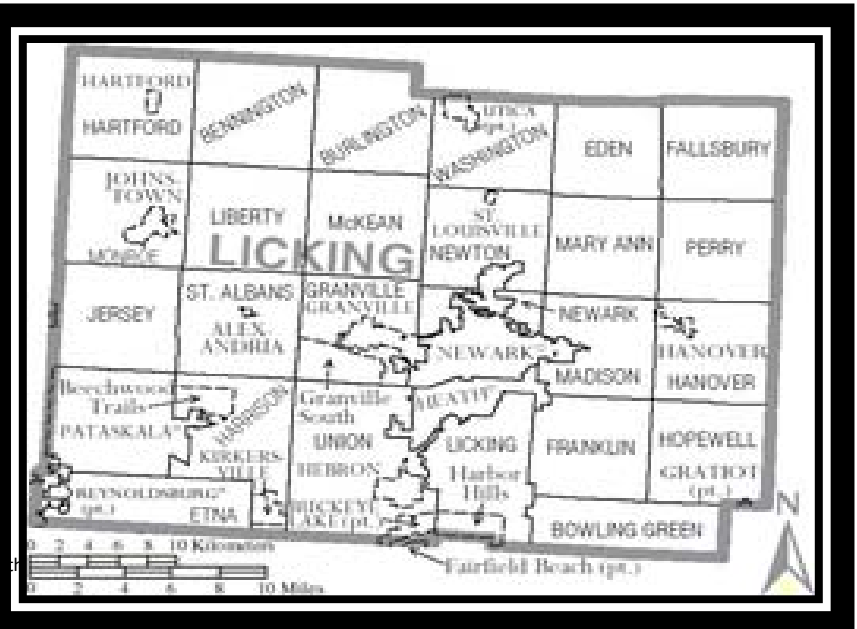 HARTFORD
HARTFORD
BENNINGTON
BURLINGTON
UTICA
(pt.)
WASHINGTON
EDEN
FALLSBURY
JOHNS-
TOWN
MONROE
LIBERTY
McKEAN
ST.
LOUISVILLE
NEWTON
MARY ANN
PERRY
LICKING
JERSEY
ST. ALBANS
ALEX-
ANDRIA
GRANVILLE
GRANVILLE
NEWARK
NEWARK
HANOVER
MADISON
HANOVER
Beechwood
Trails
HARRISON
Granville
South
HEATH
PATASKALA
KIRKERS-
VILLE
UNION
HEBRON
LICKING
Harbor
Hills
FRANKLIN
HOPEWELL
GRATIOT
(pt.)
REYNOLDSBURG
(pt.)
ETNA
BUCKEYE
LAKE (pt.)
BOWLING GREEN
N
0 2 4 6 8 10 Kilometers
0 2 4 6 8 10 Miles
Fairfield Beach (pt.)